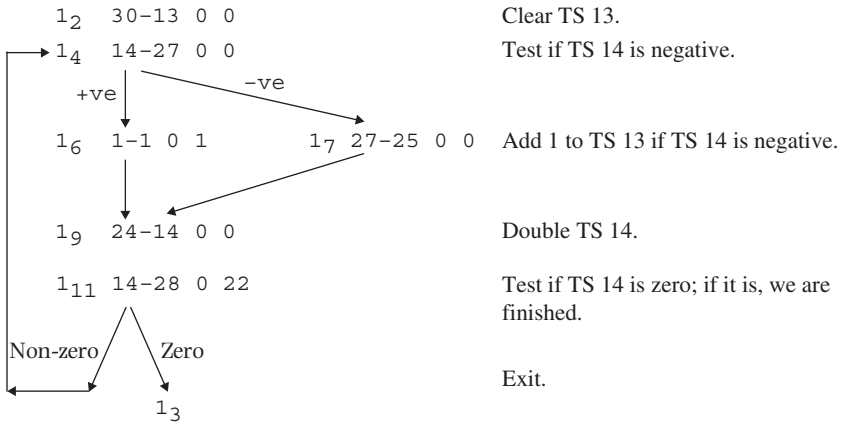 1₂ 30–13 0 0 Clear TS 13.
1₄ 14–27 0 0 Test if TS 14 is negative.
+ve –ve
1₆ 1–1 0 1 1₇ 27–25 0 0 Add 1 to TS 13 if TS 14 is negative.
1₉ 24–14 0 0 Double TS 14.
1₁₁ 14–28 0 22 Test if TS 14 is zero; if it is, we are
finished.
Non-zero Zero
Exit.
1₃